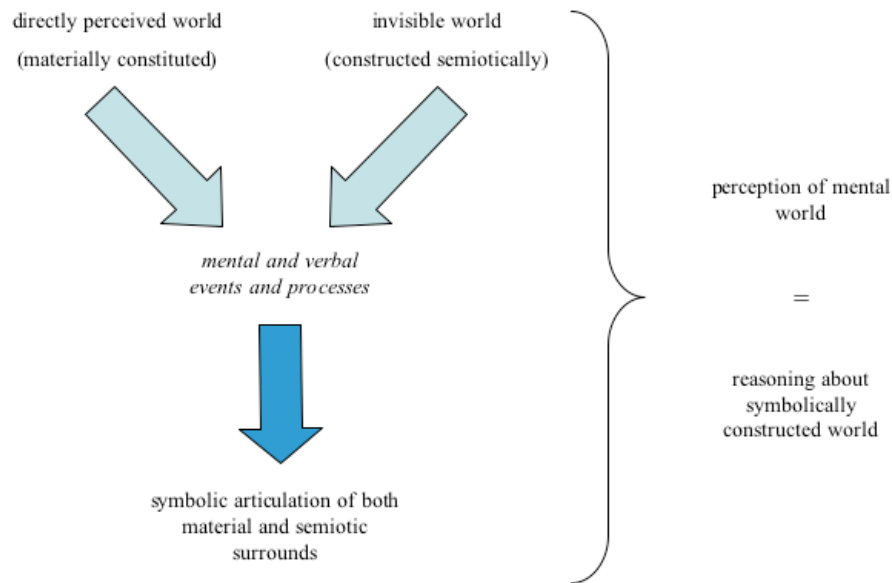 directly perceived world
(materially constituted)
invisible world
(constructed semiotically)
mental and verbal
events and processes
symbolic articulation of both
material and semiotic
surrounds
perception of mental
world
=
reasoning about
symbolically
constructed world